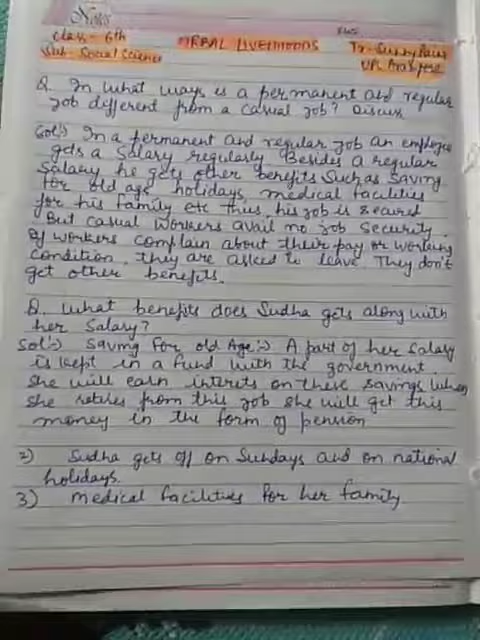 Notes
Class - 6th
URBAL LIVELIHOODS
Sub - Social Science
Q. In what ways is a permanent and regular
job different from a casual job? Discuss
Sol:) In a permanent and regular job an employee
gets a salary regularly Besides a regular
salary he gets other benefits such as saving
for old age, holidays, medical facilities
for his family etc thus, his job is secured
But casual workers avail no job security.
If workers complain about their pay or working
condition, they are asked to leave. They don't
get other benefits.
Q. What benefits does Sudha gets along with
her salary?
Sol:) Saving for old Age:) A part of her salary
is kept in a fund with the government.
She will earn interets on these savings when
she retires from this job she will get this
money in the form of pension
2) Sudha gets off on Sundays and on national
holidays.
3) medical facilities for her family